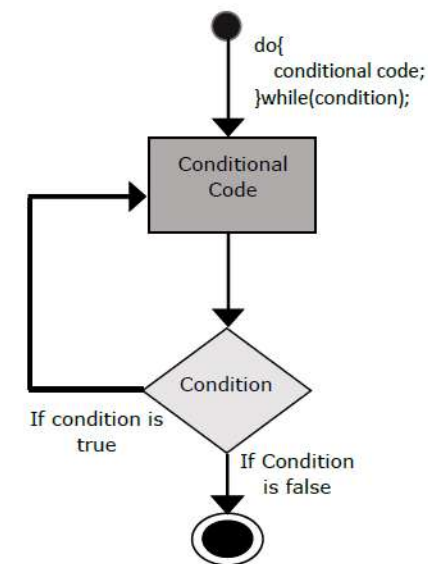 do{
conditional code;
}while(condition);
Conditional
Code
Condition
If condition is
true
If Condition
is false